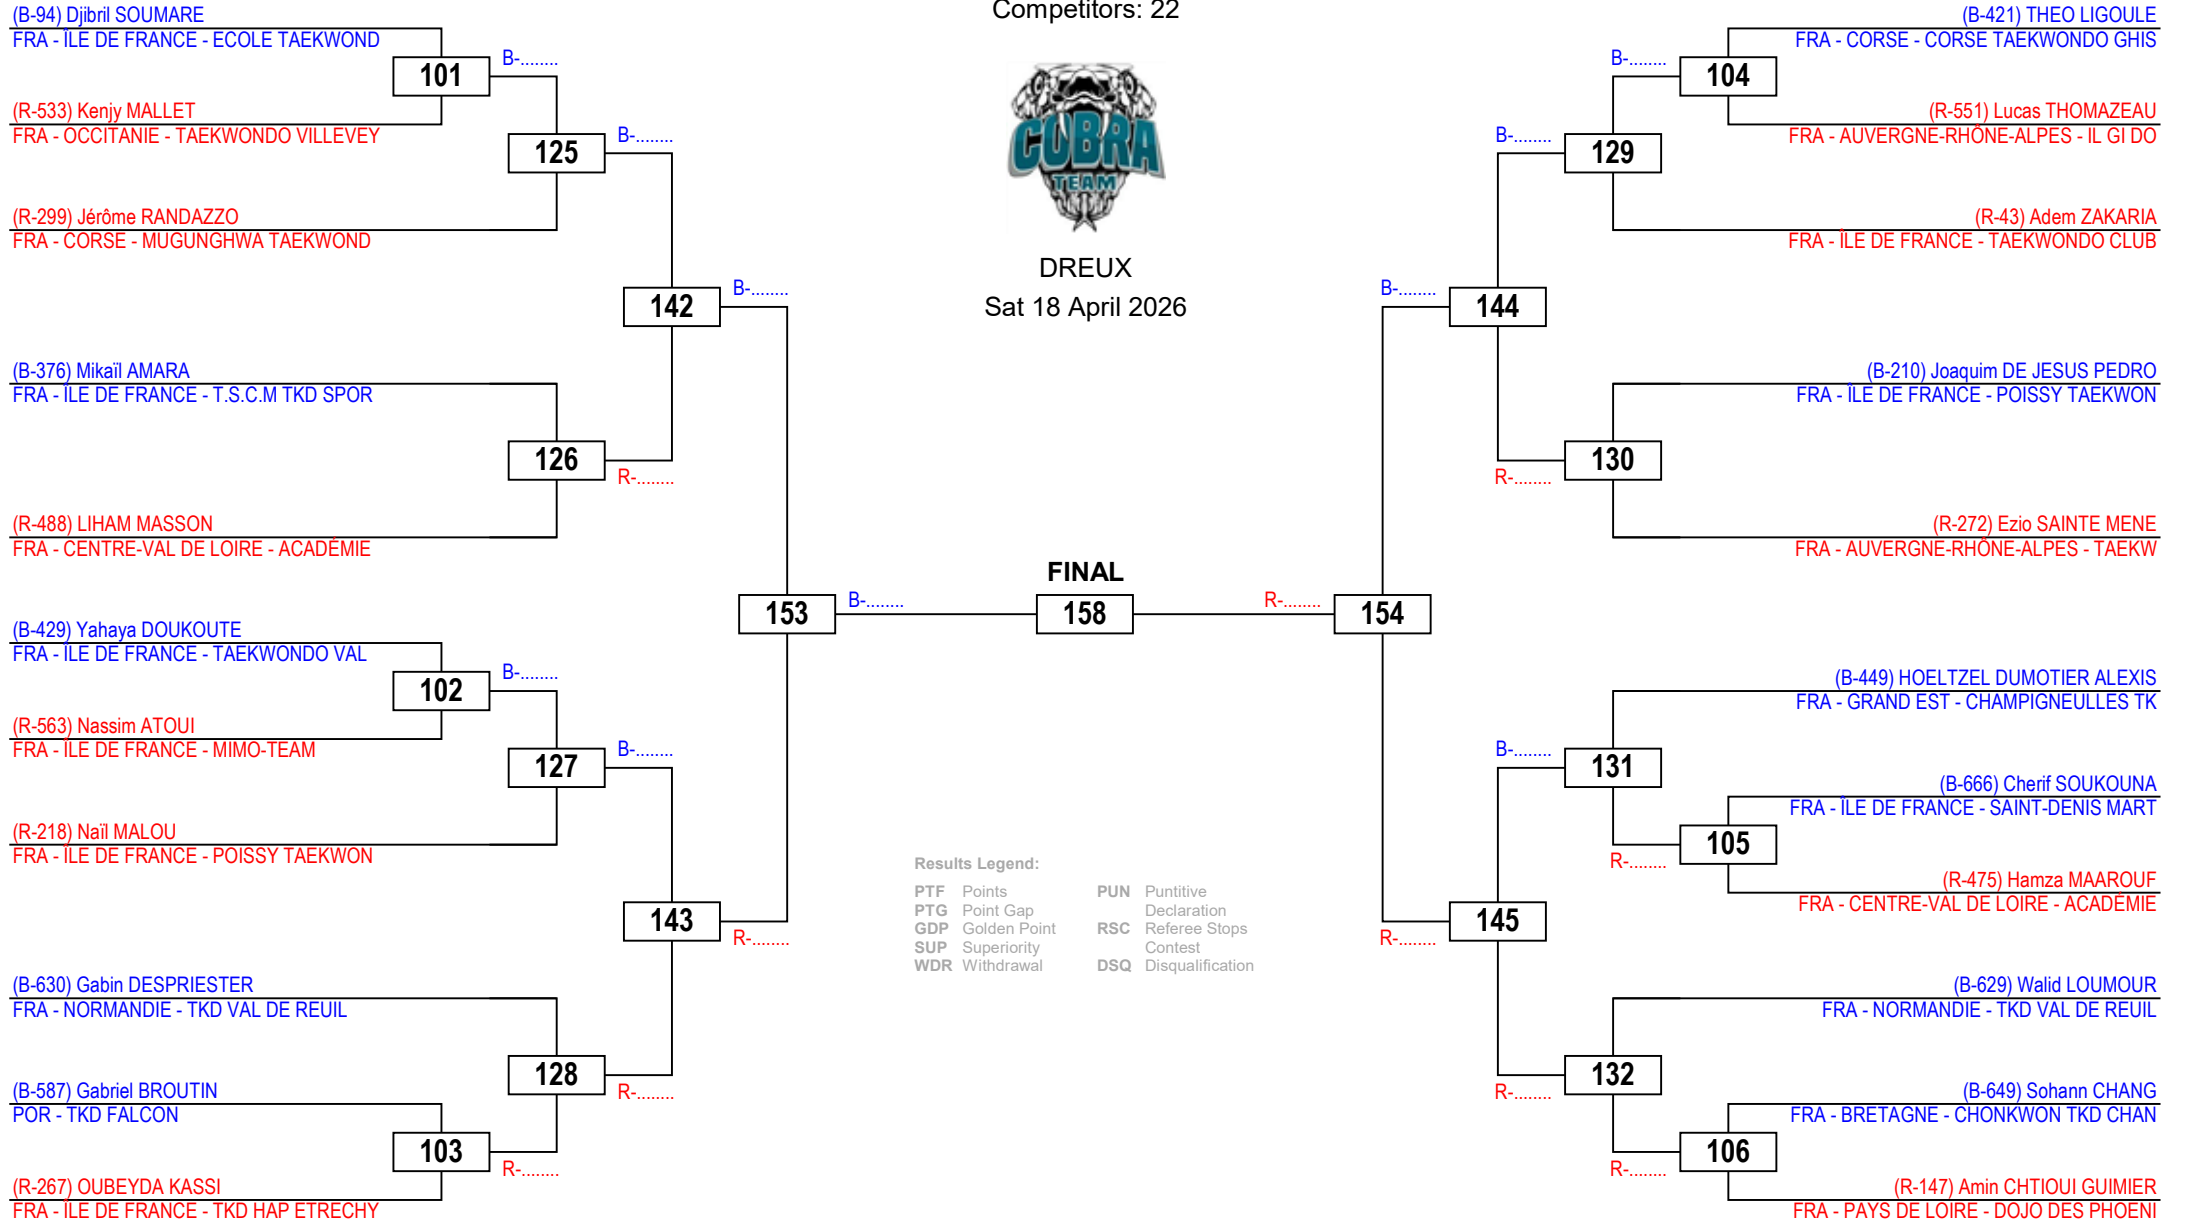 Competitors: 22
COBRA
TEAM
DREUX
Sat 18 April 2026
(B-94) Djibril SOUMARE
FRA - ÎLE DE FRANCE - ECOLE TAEKWOND
101
B-........
(R-533) Kenjy MALLET
FRA - OCCITANIE - TAEKWONDO VILLEVEY
125
B-........
(R-299) Jérôme RANDAZZO
FRA - CORSE - MUGUNGHWA TAEKWOND
142
B-........
(B-376) Mikaïl AMARA
FRA - ÎLE DE FRANCE - T.S.C.M TKD SPOR
126
R-........
(R-488) LIHAM MASSON
FRA - CENTRE-VAL DE LOIRE - ACADÉMIE
153
B-........
(B-429) Yahaya DOUKOUTE
FRA - ÎLE DE FRANCE - TAEKWONDO VAL
102
B-........
(R-563) Nassim ATOUI
FRA - ÎLE DE FRANCE - MIMO-TEAM
127
B-........
(R-218) Naïl MALOU
FRA - ÎLE DE FRANCE - POISSY TAEKWON
143
R-........
(B-630) Gabin DESPRIESTER
FRA - NORMANDIE - TKD VAL DE REUIL
128
R-........
(B-587) Gabriel BROUTIN
POR - TKD FALCON
103
R-........
(R-267) OUBEYDA KASSI
FRA - ÎLE DE FRANCE - TKD HAP ETRECHY
FINAL
158
Results Legend:
PTF Points
PTG Point Gap
GDP Golden Point
SUP Superiority
WDR Withdrawal
PUN Puntitive
Declaration
RSC Referee Stops
Contest
DSQ Disqualification
(B-421) THEO LIGOULE
FRA - CORSE - CORSE TAEKWONDO GHIS
B-........
104
(R-551) Lucas THOMAZEAU
FRA - AUVERGNE-RHÔNE-ALPES - IL GI DO
B-........
129
(R-43) Adem ZAKARIA
FRA - ÎLE DE FRANCE - TAEKWONDO CLUB
B-........
144
(B-210) Joaquim DE JESUS PEDRO
FRA - ÎLE DE FRANCE - POISSY TAEKWON
R-........
130
(R-272) Ezio SAINTE MENE
FRA - AUVERGNE-RHÔNE-ALPES - TAEKW
R-........
154
(B-449) HOELTZEL DUMOTIER ALEXIS
FRA - GRAND EST - CHAMPIGNEULLES TK
B-........
131
(B-666) Cherif SOUKOUNA
FRA - ÎLE DE FRANCE - SAINT-DENIS MART
R-........
105
(R-475) Hamza MAAROUF
FRA - CENTRE-VAL DE LOIRE - ACADÉMIE
R-........
145
(B-629) Walid LOUMOUR
FRA - NORMANDIE - TKD VAL DE REUIL
R-........
132
(B-649) Sohann CHANG
FRA - BRETAGNE - CHONKWON TKD CHAN
R-........
106
(R-147) Amin CHTIOUI GUIMIER
FRA - PAYS DE LOIRE - DOJO DES PHOENI